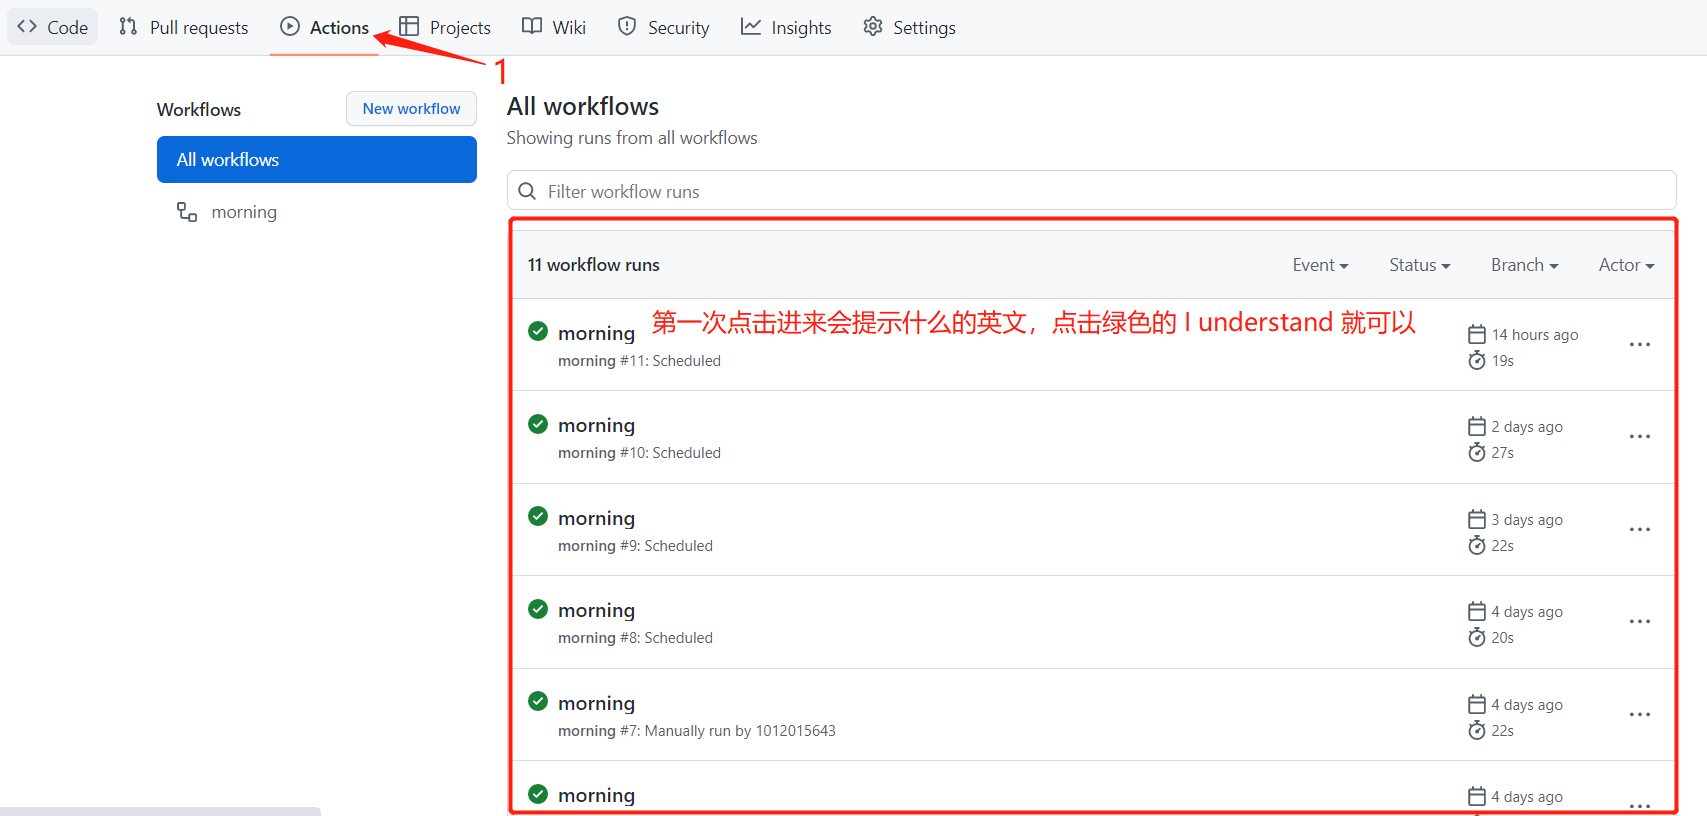 Code Pull requests Actions Projects Wiki Security Insights Settings
1
Workflows
New workflow
All workflows
morning
All workflows
Showing runs from all workflows
Filter workflow runs
11 workflow runs
Event Status Branch Actor
morning
第一次点击进来会提示什么的英文，点击绿色的 I understand 就可以
morning #11: Scheduled
14 hours ago
19s
morning
morning #10: Scheduled
2 days ago
27s
morning
morning #9: Scheduled
3 days ago
22s
morning
morning #8: Scheduled
4 days ago
20s
morning
morning #7: Manually run by 1012015643
4 days ago
22s
morning
4 days ago